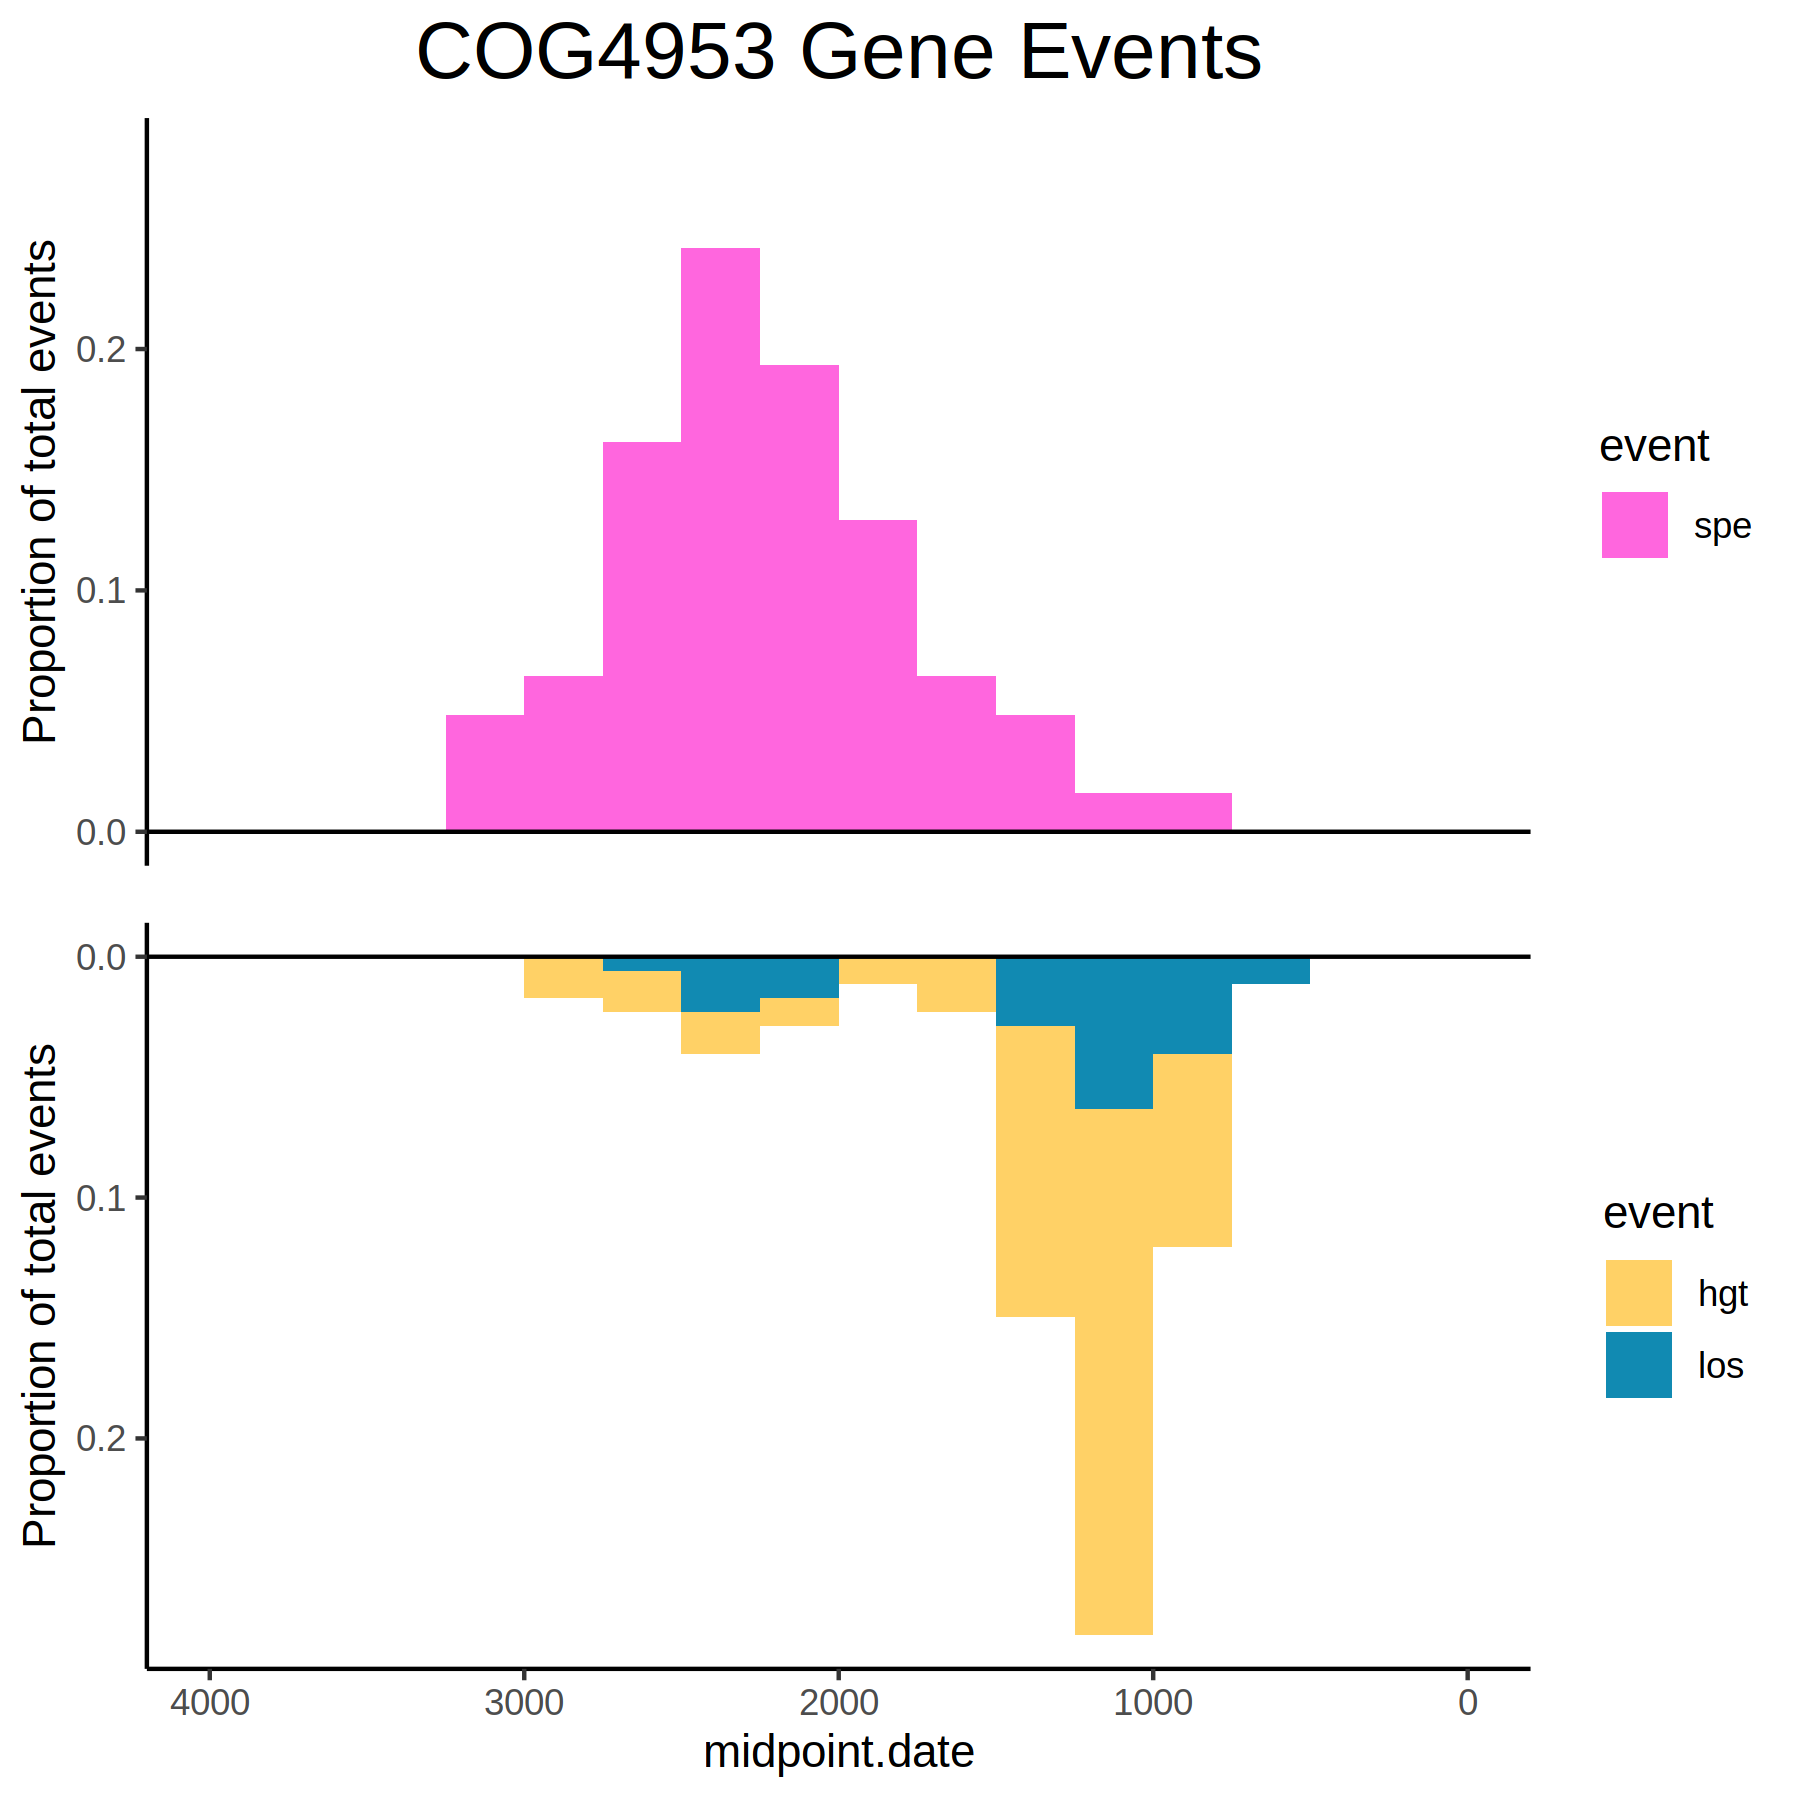 COG4953 Gene Events
Proportion of total events
0.2
0.1
0.0
event
spe
Proportion of total events
0.0
0.1
0.2
event
hgt
los
4000 3000 2000 1000 0
midpoint.date